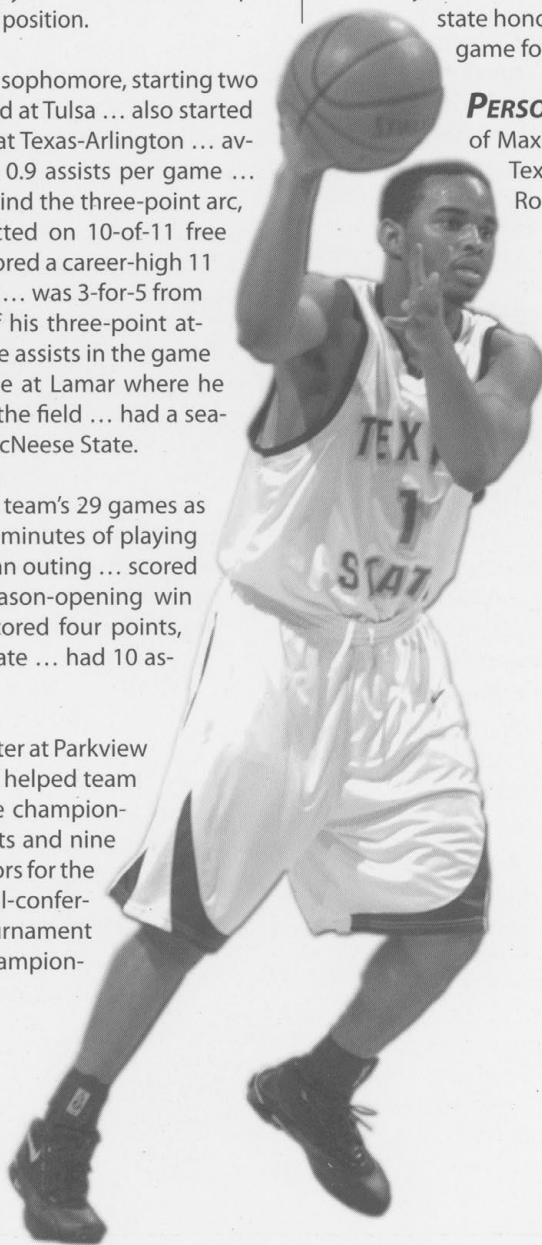 position.
sophomore, starting two
d at Tulsa … also started
at Texas-Arlington … av-
0.9 assists per game …
ind the three-point arc,
cted on 10-of-11 free
ored a career-high 11
… was 3-for-5 from
f his three-point at-
e assists in the game
e at Lamar where he
the field … had a sea-
cNeese State.
team's 29 games as
minutes of playing
an outing … scored
eason-opening win
cored four points,
ate … had 10 as-
ter at Parkview
helped team
e champion-
ts and nine
ors for the
l-confer-
urnament
ampion-
state hono
game fo
PERSO
of Max
Tex
Ro
TEX
1
STAT